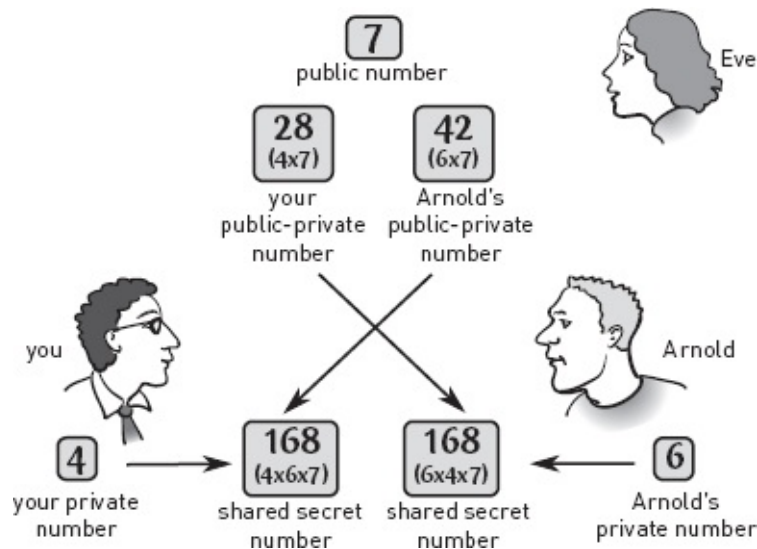 7
public number
Eve
28
(4x7)
42
(6x7)
your
public-private
number
Arnold's
public-private
number
you
Arnold
4
your private
number
168
(4x6x7)
shared secret
number
168
(6x4x7)
shared secret
number
6
Arnold's
private number